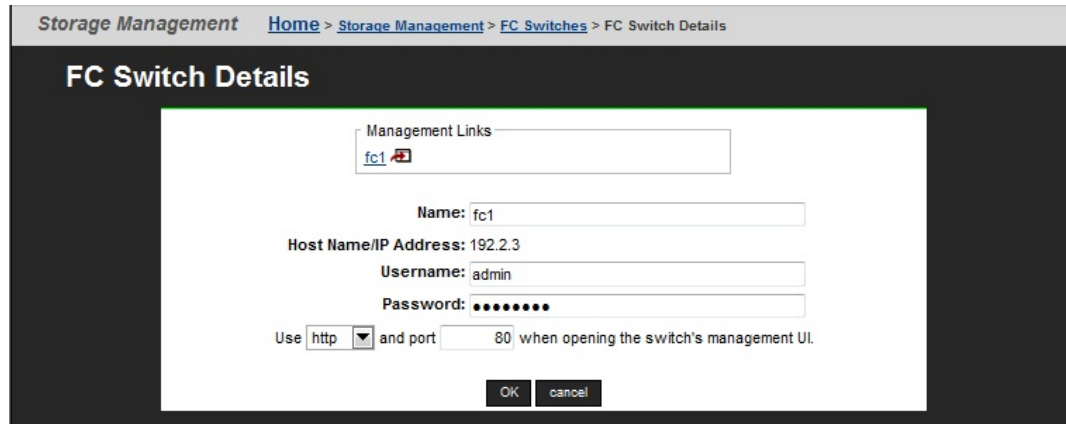 Storage Management Home > Storage Management > FC Switches > FC Switch Details
FC Switch Details
Management Links
fc1
Name: fc1
Host Name/IP Address: 192.2.3
Username: admin
Password: ●●●●●●●●
Use http and port 80 when opening the switch's management UI.
OK cancel